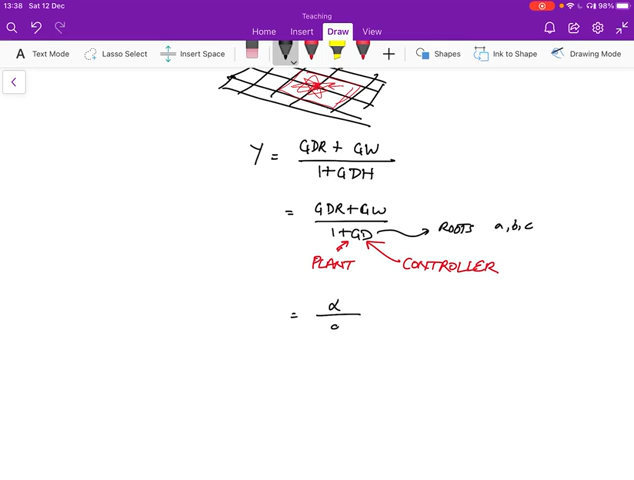 13:38 Sat 12 Dec
98%
Teaching
Home Insert Draw View
A Text Mode Lasso Select Insert Space Shapes Ink to Shape Drawing Mode
Y = GDR + GW
1+GDH
= GDR+GW
1+GD → ROOTS a, b, c
PLANT CONTROLLER
= α